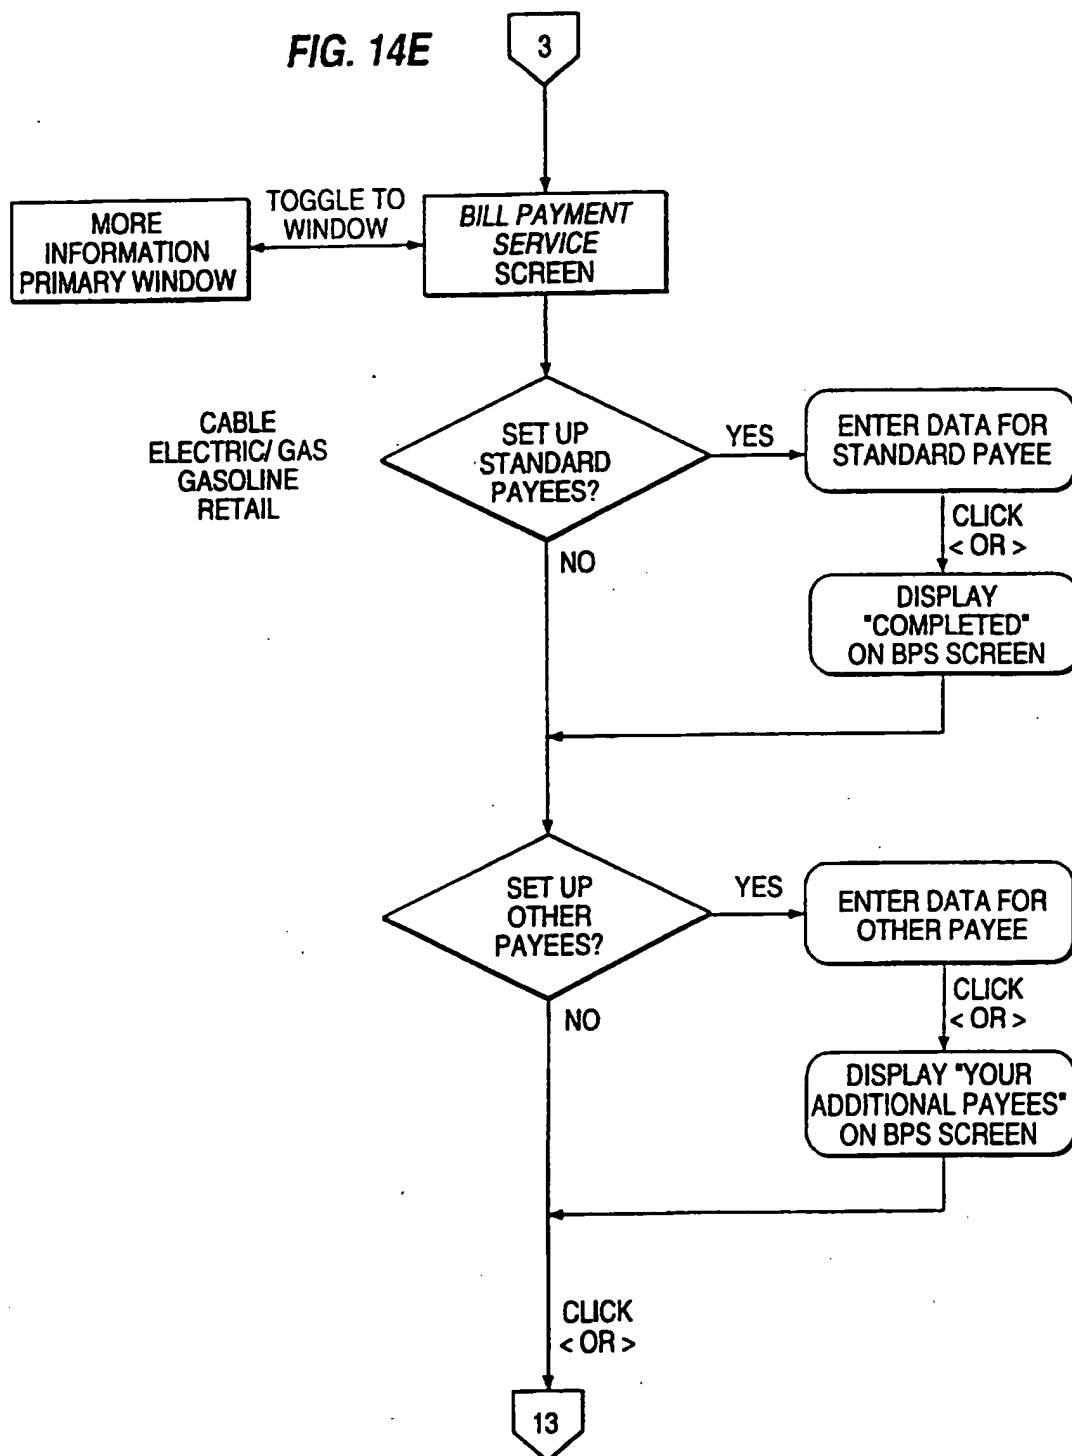 FIG. 14E
3
MORE
INFORMATION
PRIMARY WINDOW
TOGGLE TO
WINDOW
BILL PAYMENT
SERVICE
SCREEN
CABLE
ELECTRIC/ GAS
GASOLINE
RETAIL
SET UP
STANDARD
PAYEES?
YES
ENTER DATA FOR
STANDARD PAYEE
CLICK
< OR >
NO
DISPLAY
"COMPLETED"
ON BPS SCREEN
SET UP
OTHER
PAYEES?
YES
ENTER DATA FOR
OTHER PAYEE
CLICK
< OR >
NO
DISPLAY "YOUR
ADDITIONAL PAYEES"
ON BPS SCREEN
CLICK
< OR >
13